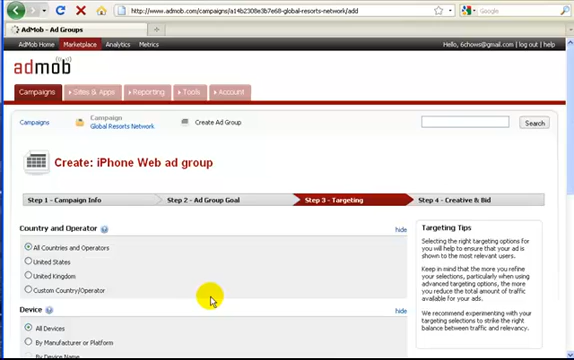 http://www.admob.com/campaigns/a14b2308e3b7e68-global-resorts-network/add
Google
AdMob - Ad Groups
AdMob Home Marketplace Analytics Metrics
Hello, 6chows@gmail.com | log out | help
admob
Campaigns Sites & Apps Reporting Tools Account
Campaigns
Campaign
Global Resorts Network
Create Ad Group
Search
Create: iPhone Web ad group
Step 1 - Campaign Info Step 2 - Ad Group Goal Step 3 - Targeting Step 4 - Creative & Bid
Country and Operator ? hide
All Countries and Operators
United States
United Kingdom
Custom Country/Operator
Device ? hide
All Devices
By Manufacturer or Platform
By Device Name
Targeting Tips
Selecting the right targeting options for
you will help to ensure that your ad is
shown to the most relevant users.
Keep in mind that the more you refine
your selections, particularly when using
advanced targeting options, the more
you reduce the total amount of traffic
available for your ads.
We recommend experimenting with your
targeting selections to strike the right
balance between traffic and relevancy.